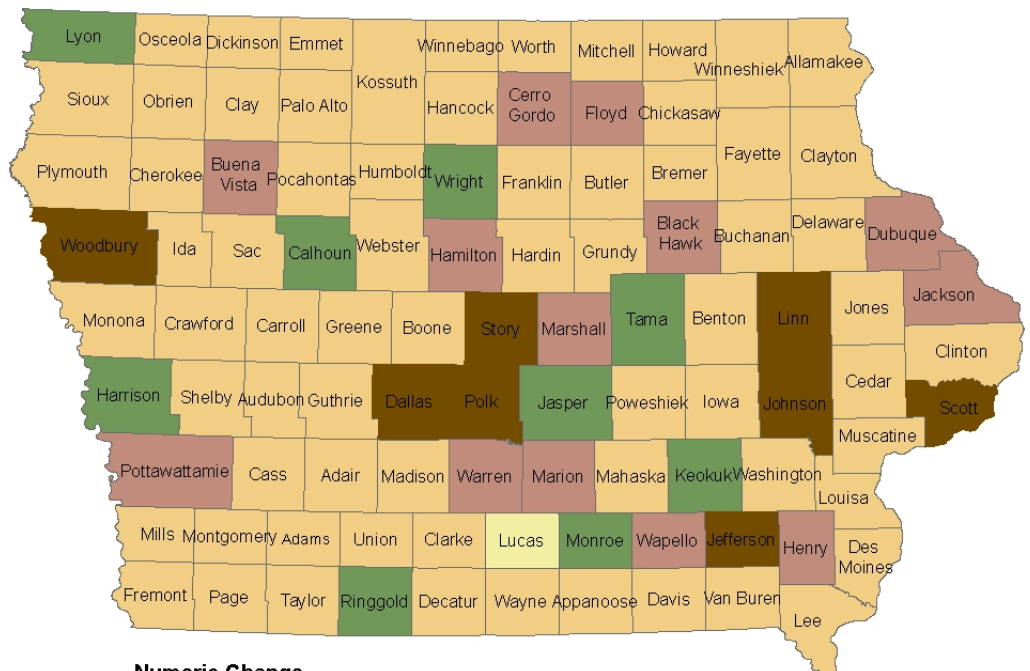 Lyon
Osceola
Dickinson
Emmet
Winnebago
Worth
Mitchell
Howard
Winneshiek
Allamakee
Kossuth
Sioux
Obrien
Clay
Palo Alto
Hancock
Cerro
Gordo
Floyd
Chickasaw
Fayette
Clayton
Plymouth
Cherokee
Buena
Vista
Pocahontas
Humboldt
Wright
Franklin
Butler
Bremer
Woodbury
Ida
Sac
Calhoun
Webster
Hamilton
Hardin
Grundy
Black
Hawk
Buchanan
Delaware
Dubuque
Monona
Crawford
Carroll
Greene
Boone
Story
Marshall
Tama
Benton
Linn
Jones
Jackson
Clinton
Harrison
Shelby
Audubon
Guthrie
Dallas
Polk
Jasper
Poweshiek
Iowa
Johnson
Cedar
Scott
Muscatine
Pottawattamie
Cass
Adair
Madison
Warren
Marion
Mahaska
Keokuk
Washington
Louisa
Mills
Montgomery
Adams
Union
Clarke
Lucas
Monroe
Wapello
Jefferson
Henry
Des
Moines
Fremont
Page
Taylor
Ringgold
Decatur
Wayne
Appanoose
Davis
Van Buren
Lee
Numeric Change